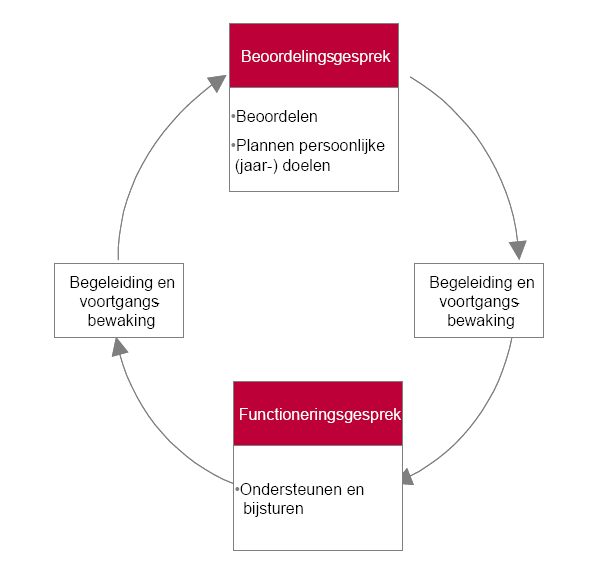 Beoordelingsgesprek
•Beoordelen
•Plannen persoonlijke
(jaar-) doelen
Begeleiding en
voortgangs-
bewaking
Begeleiding en
voortgangs-
bewaking
Functioneringsgesprek
•Ondersteunen en
bijsturen